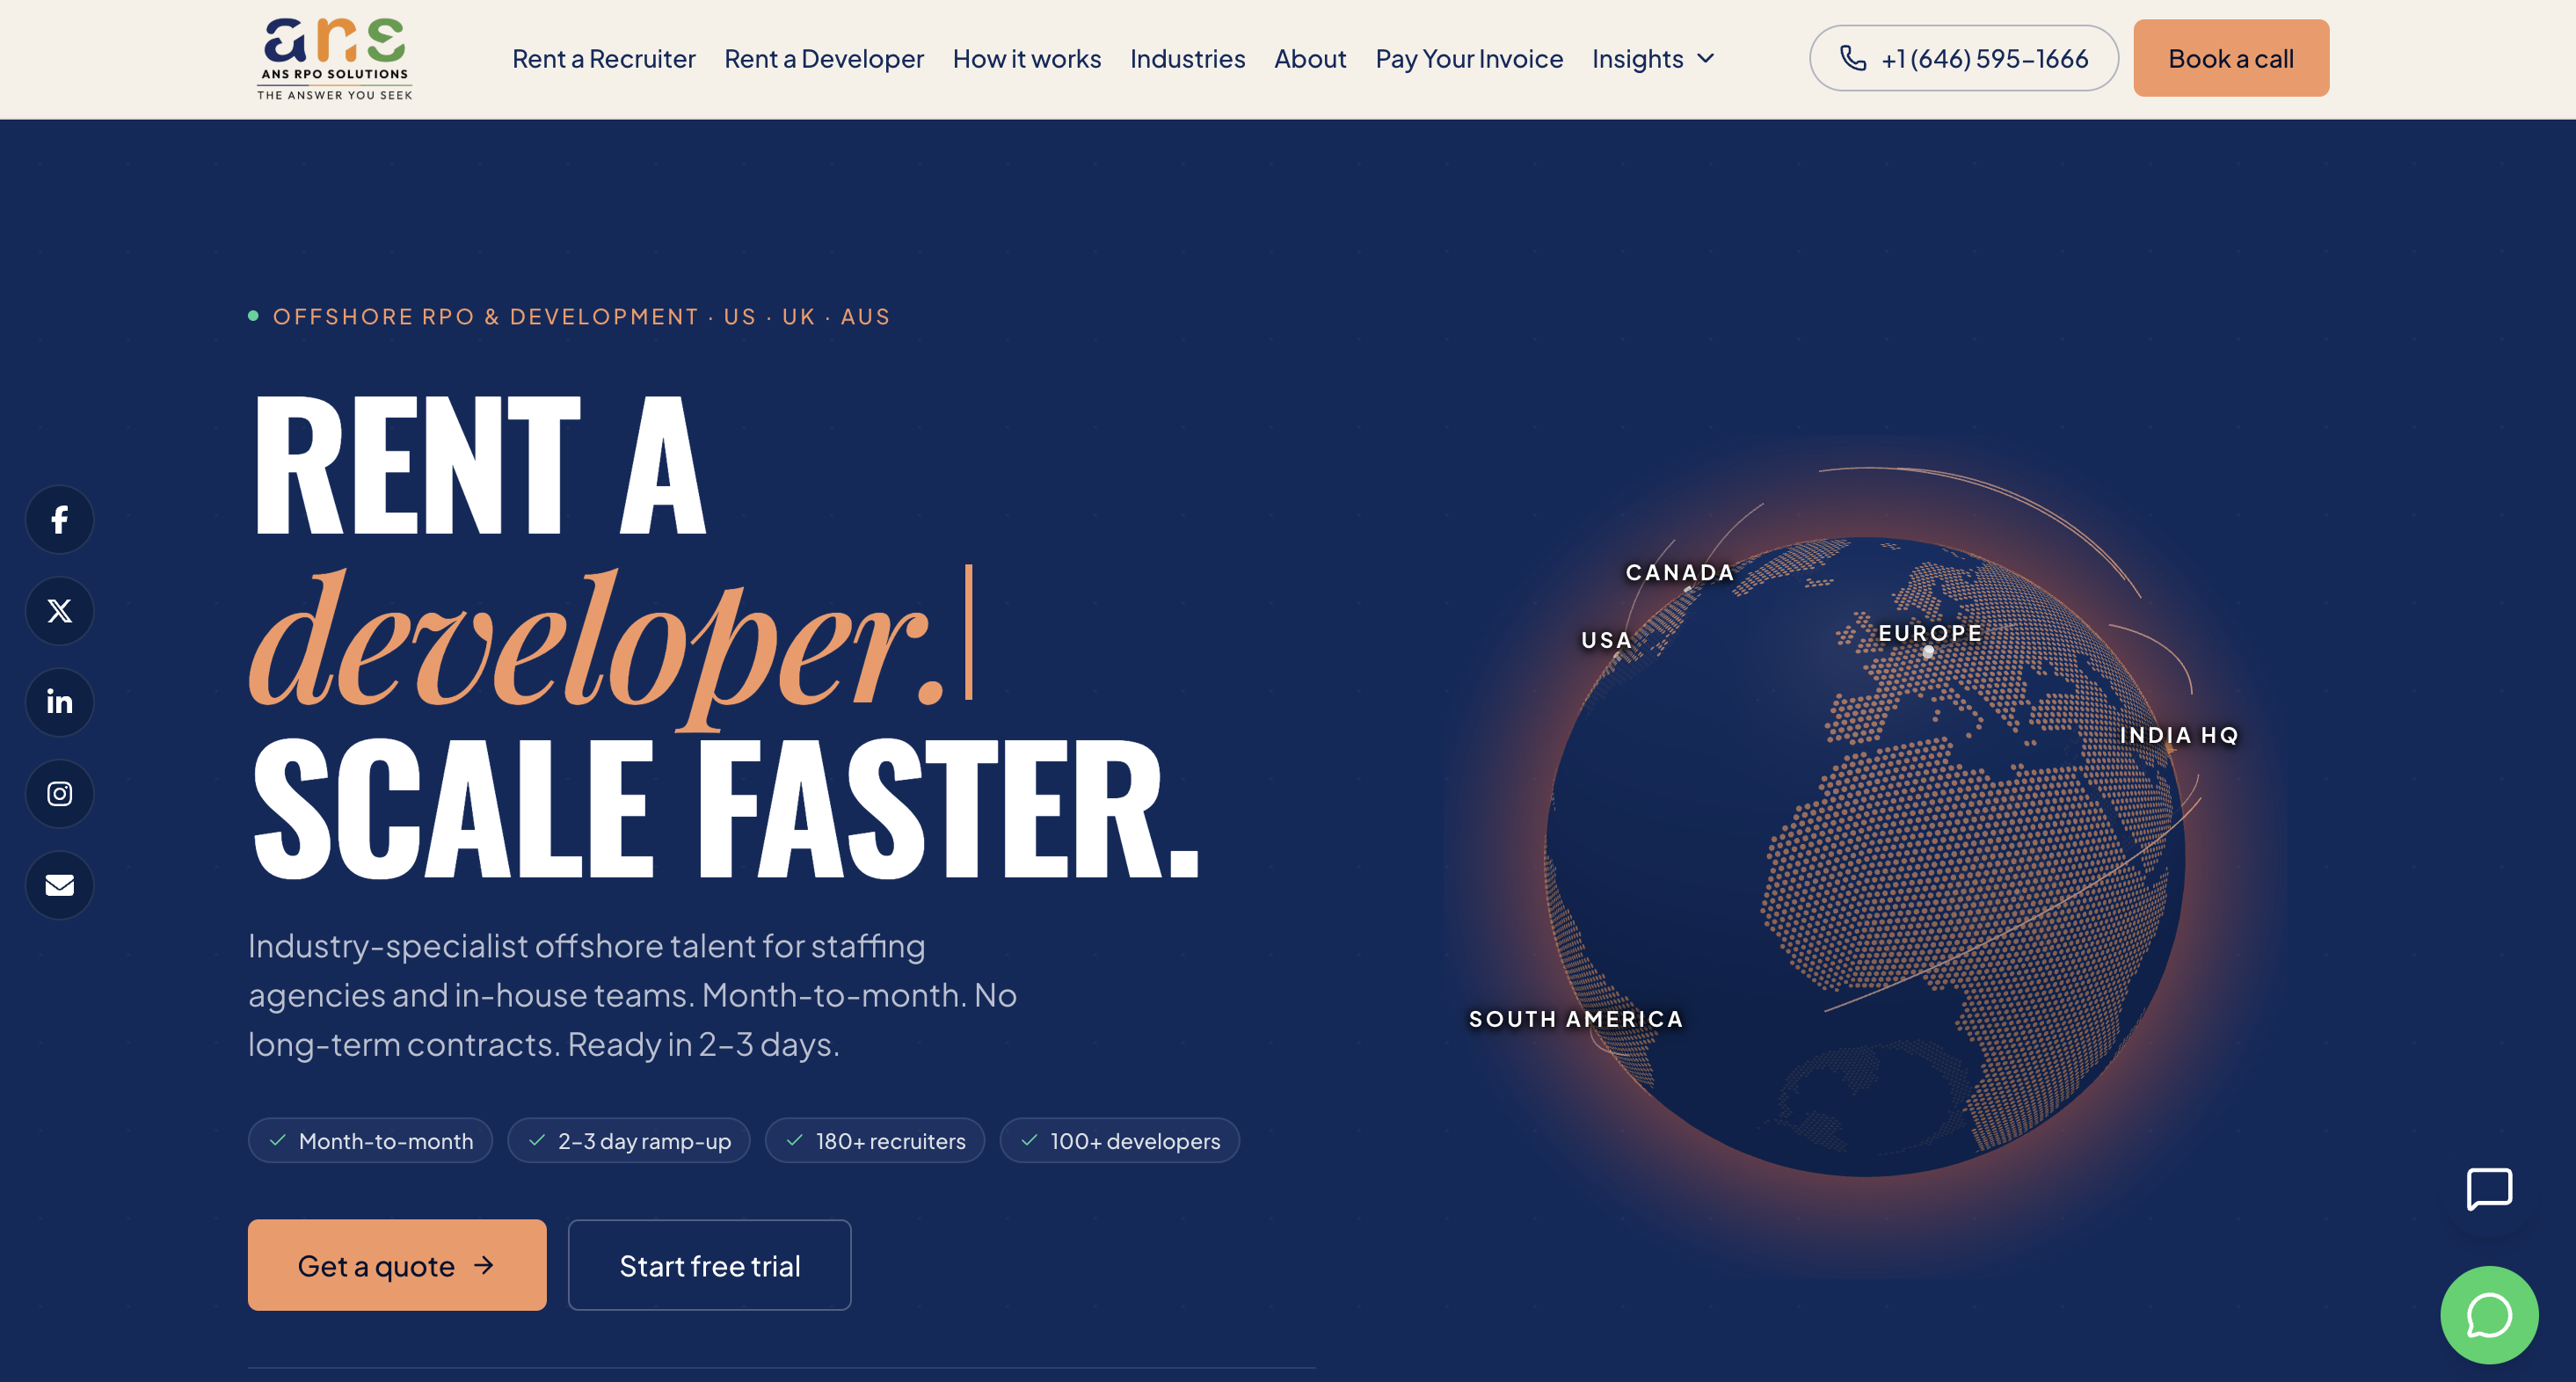 ans
ANS RPO SOLUTIONS
THE ANSWER YOU SEEK
Rent a Recruiter
Rent a Developer
How it works
Industries
About
Pay Your Invoice
Insights
+1 (646) 595-1666
Book a call
OFFSHORE RPO & DEVELOPMENT · US · UK · AUS
RENT A
developer.
SCALE FASTER.
Industry-specialist offshore talent for staffing
agencies and in-house teams. Month-to-month. No
long-term contracts. Ready in 2–3 days.
Month-to-month
2–3 day ramp-up
180+ recruiters
100+ developers
Get a quote →
Start free trial
CANADA
USA
EUROPE
INDIA HQ
SOUTH AMERICA